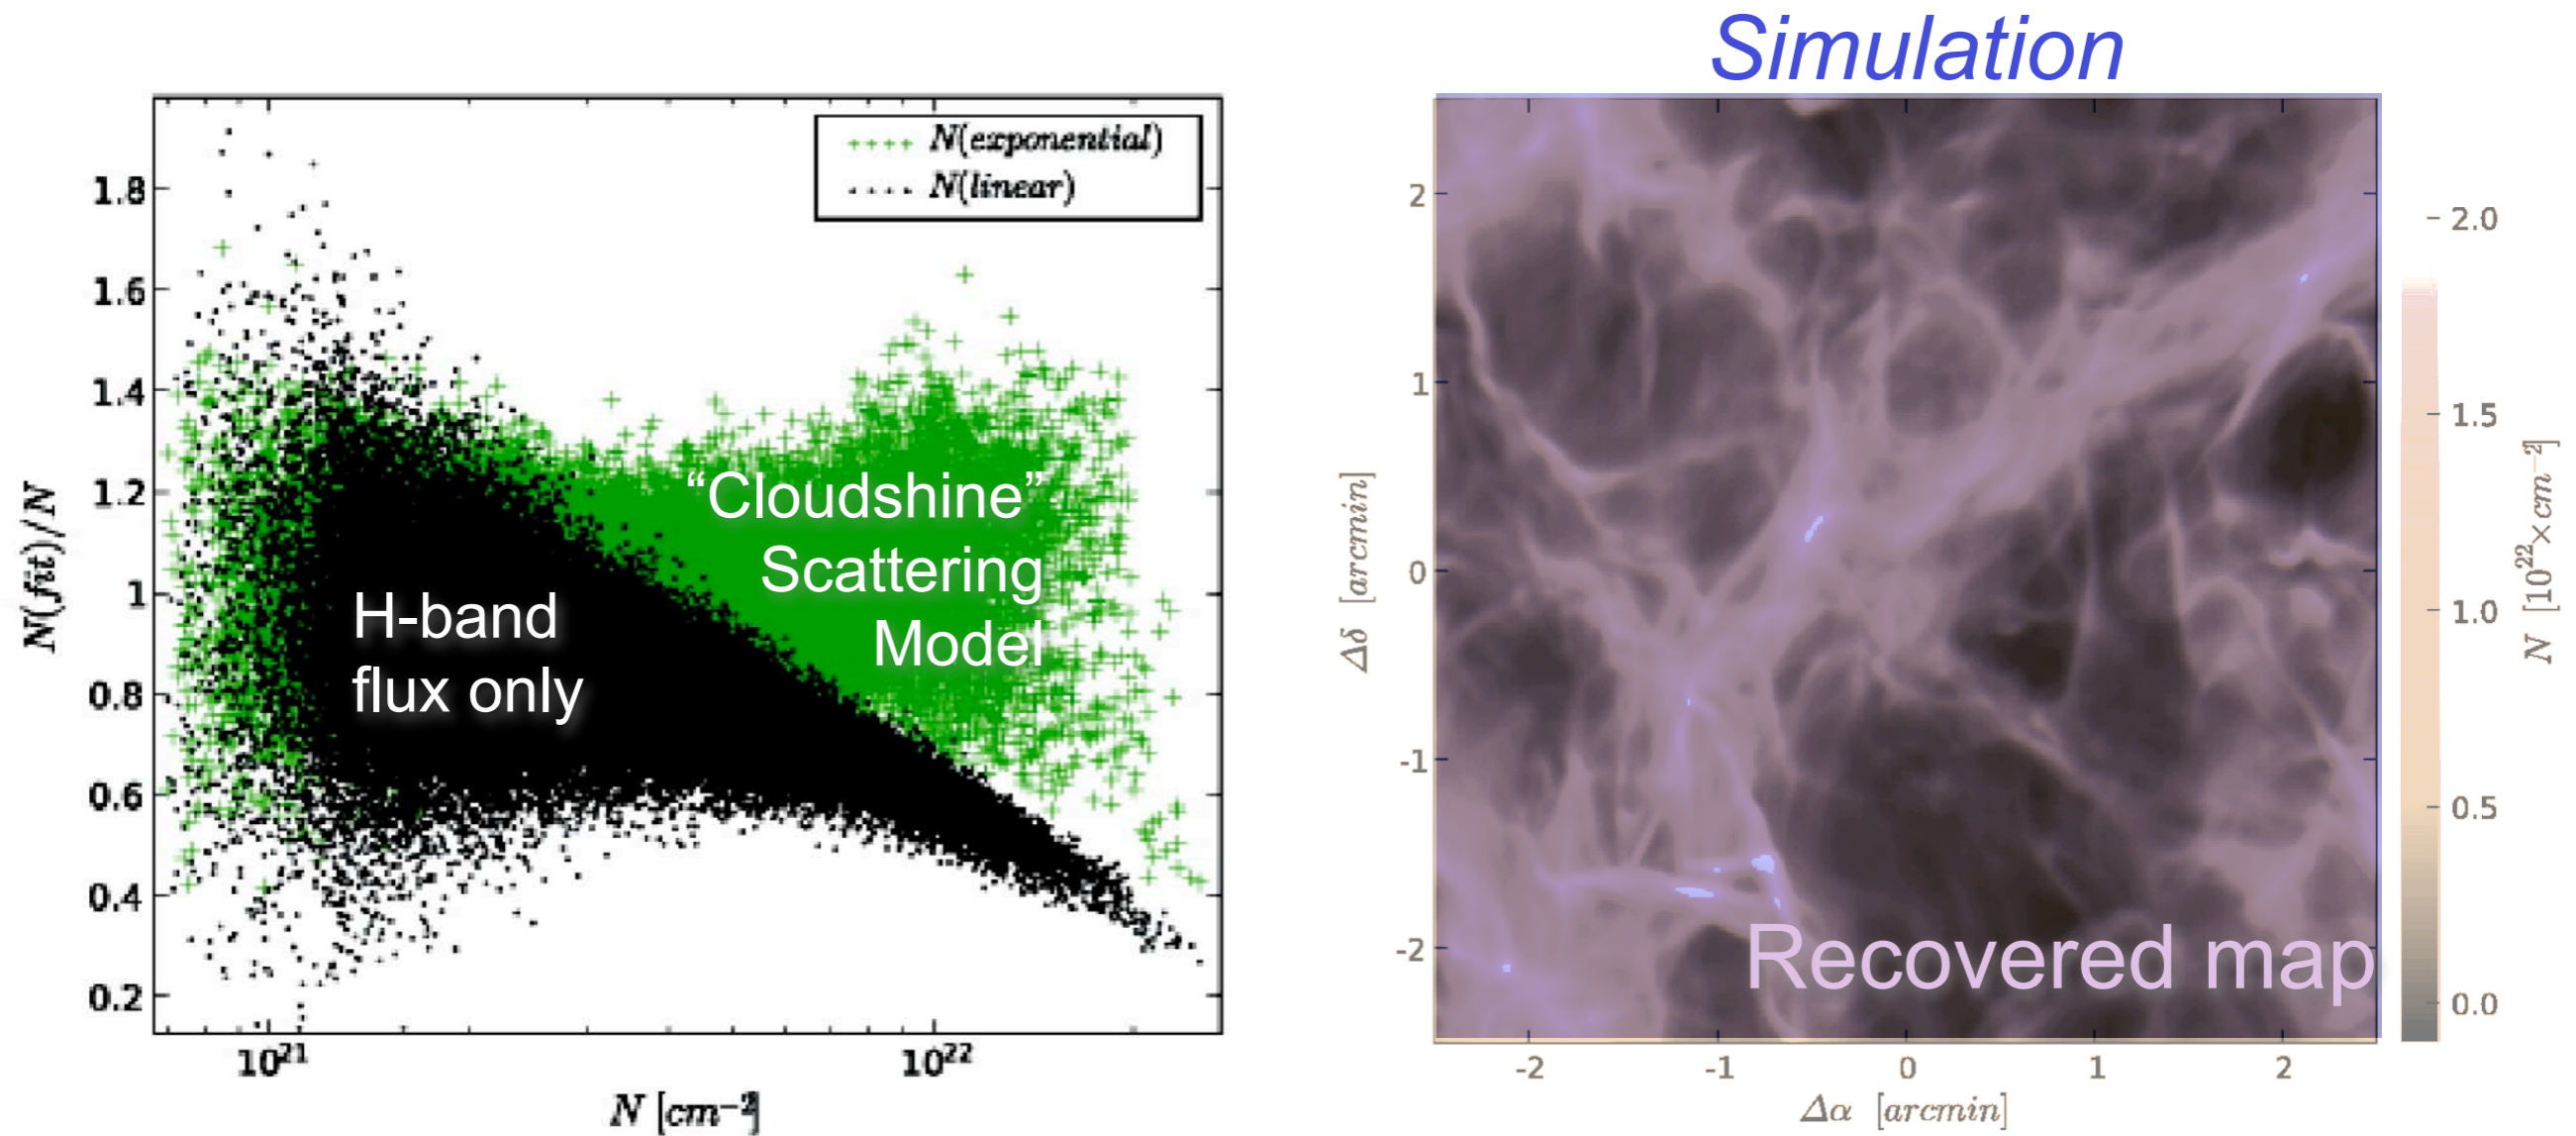 Simulation
N(exponential)
N(linear)
1.8
1.6
1.4
1.2
1
0.8
0.6
0.4
0.2
N(fit)/N
10²¹
10²²
N [cm⁻²]
H-band
flux only
“Cloudshine”
Scattering
Model
2
1
0
-1
-2
Δδ [arcmin]
-2
-1
0
1
2
Δα [arcmin]
Recovered map
2.0
1.5
1.0
0.5
0.0
N [10²²×cm⁻²]